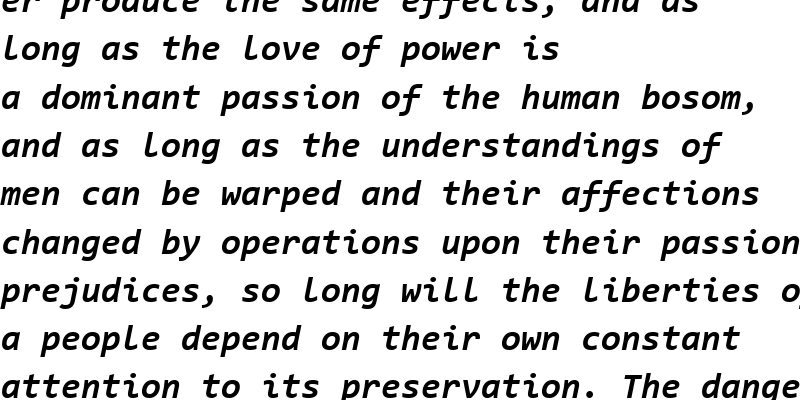 er produce the same effects, and as
long as the love of power is
a dominant passion of the human bosom,
and as long as the understandings of
men can be warped and their affections
changed by operations upon their passion
prejudices, so long will the liberties of
a people depend on their own constant
attention to its preservation. The dange